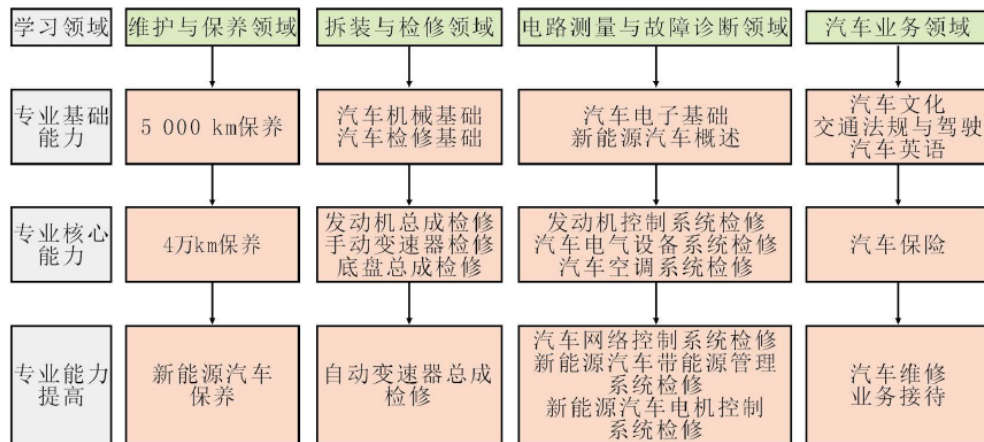 学习领域
维护与保养领域
拆装与检修领域
电路测量与故障诊断领域
汽车业务领域
专业基础
能力
5 000 km保养
汽车机械基础
汽车检修基础
汽车电子基础
新能源汽车概述
汽车文化
交通法规与驾驶
汽车英语
专业核心
能力
4万km保养
发动机总成检修
手动变速器检修
底盘总成检修
发动机控制系统检修
汽车电气设备系统检修
汽车空调系统检修
汽车保险
专业能力
提高
新能源汽车
保养
自动变速器总成
检修
汽车网络控制系统检修
新能源汽车带能源管理
系统检修
新能源汽车电机控制
系统检修
汽车维修
业务接待